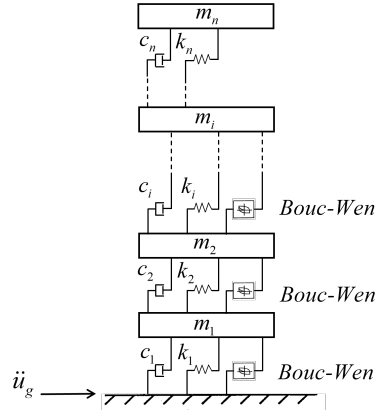 m_n
c_n k_n
m_i
c_i k_i Bouc-Wen
m_2
c_2 k_2 Bouc-Wen
m_1
c_1 k_1 Bouc-Wen
ü_g